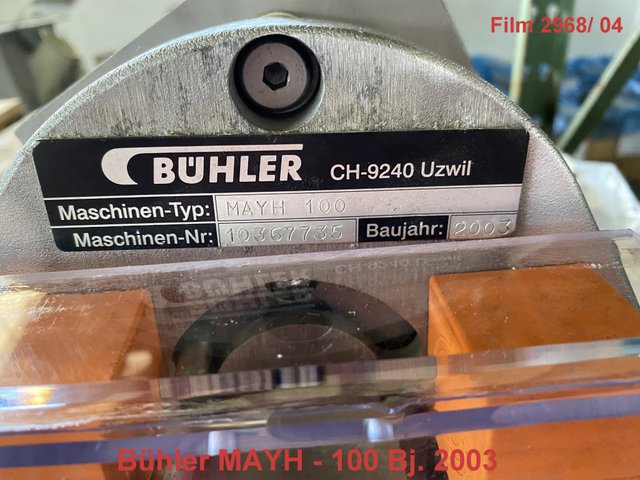 Film 2968/ 04
BÜHLER CH-9240 Uzwil
Maschinen-Typ: MAYH 100
Maschinen-Nr: 10367735 Baujahr: 2003
Bühler MAYH - 100 Bj. 2003